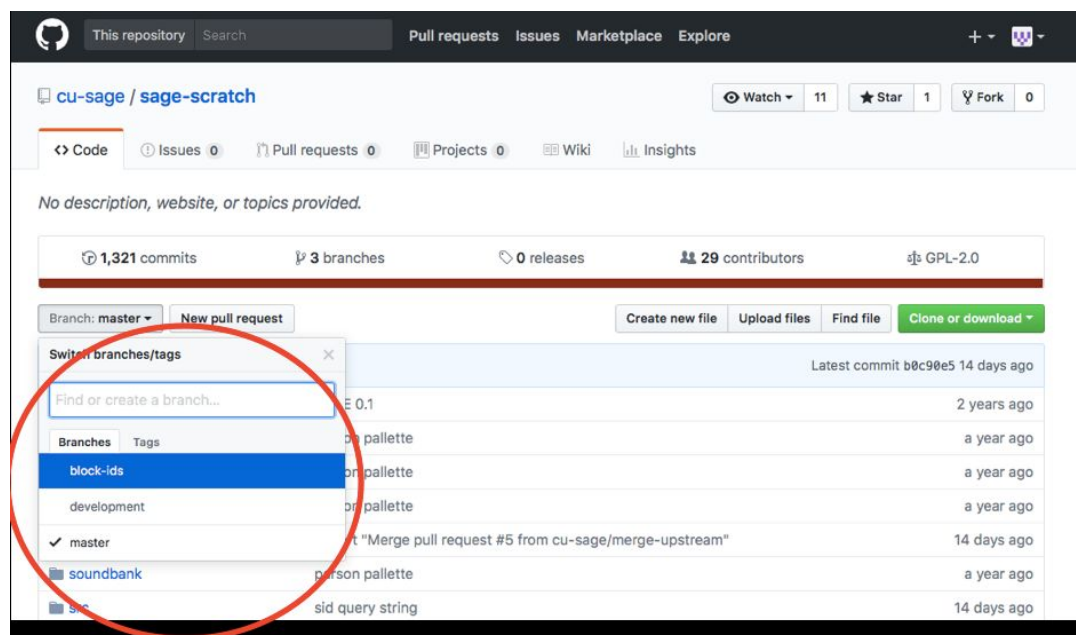 This repository Search Pull requests Issues Marketplace Explore
cu-sage / sage-scratch Watch 11 Star 1 Fork 0
Code Issues 0 Pull requests 0 Projects 0 Wiki Insights
No description, website, or topics provided.
1,321 commits 3 branches 0 releases 29 contributors GPL-2.0
Branch: master New pull request Create new file Upload files Find file Clone or download
Switch branches/tags
Latest commit b0c90e5 14 days ago
Find or create a branch...
E 0.1 2 years ago
Branches Tags
pallette a year ago
block-ids
pallette a year ago
development
pallette a year ago
master
"Merge pull request #5 from cu-sage/merge-upstream" 14 days ago
soundbank person pallette a year ago
src sid query string 14 days ago